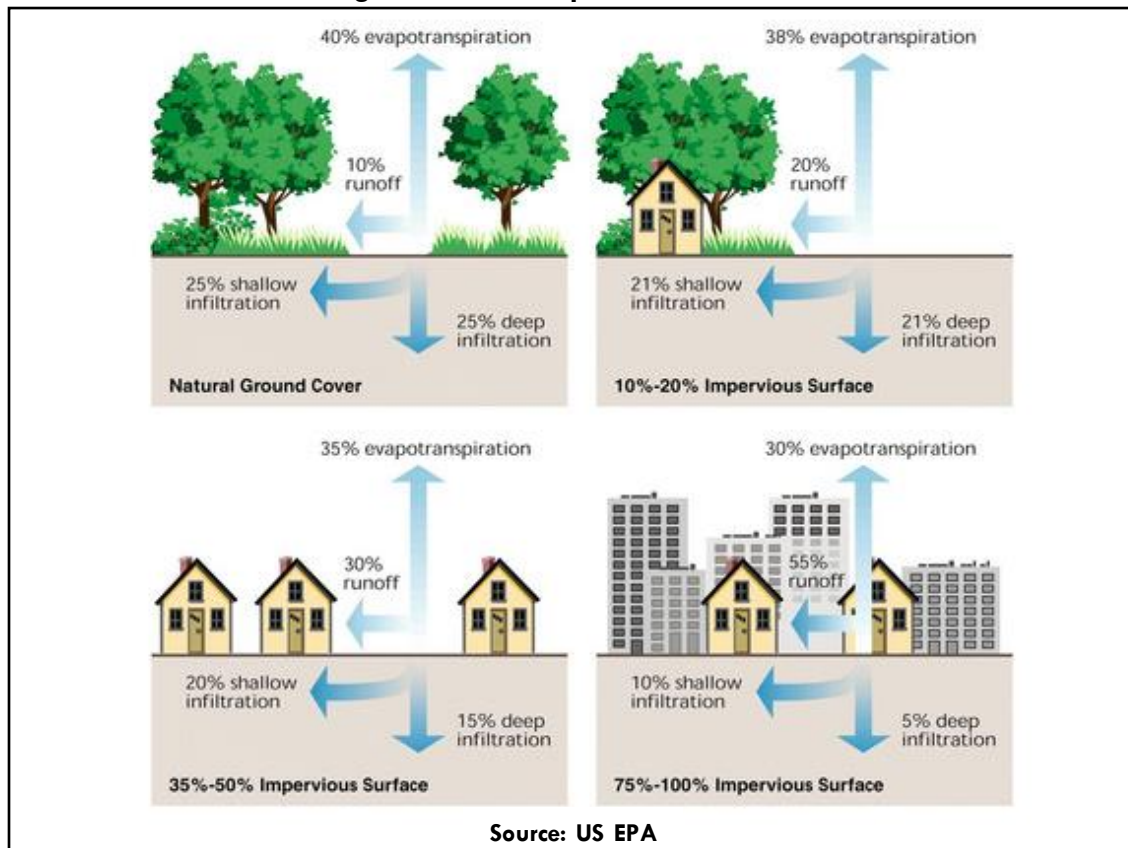 40% evapotranspiration
10%
runoff
25% shallow
infiltration
25% deep
infiltration
Natural Ground Cover
38% evapotranspiration
20%
runoff
21% shallow
infiltration
21% deep
infiltration
10%-20% Impervious Surface
35% evapotranspiration
30%
runoff
20% shallow
infiltration
15% deep
infiltration
35%-50% Impervious Surface
30% evapotranspiration
55%
runoff
10% shallow
infiltration
5% deep
infiltration
75%-100% Impervious Surface
Source: US EPA